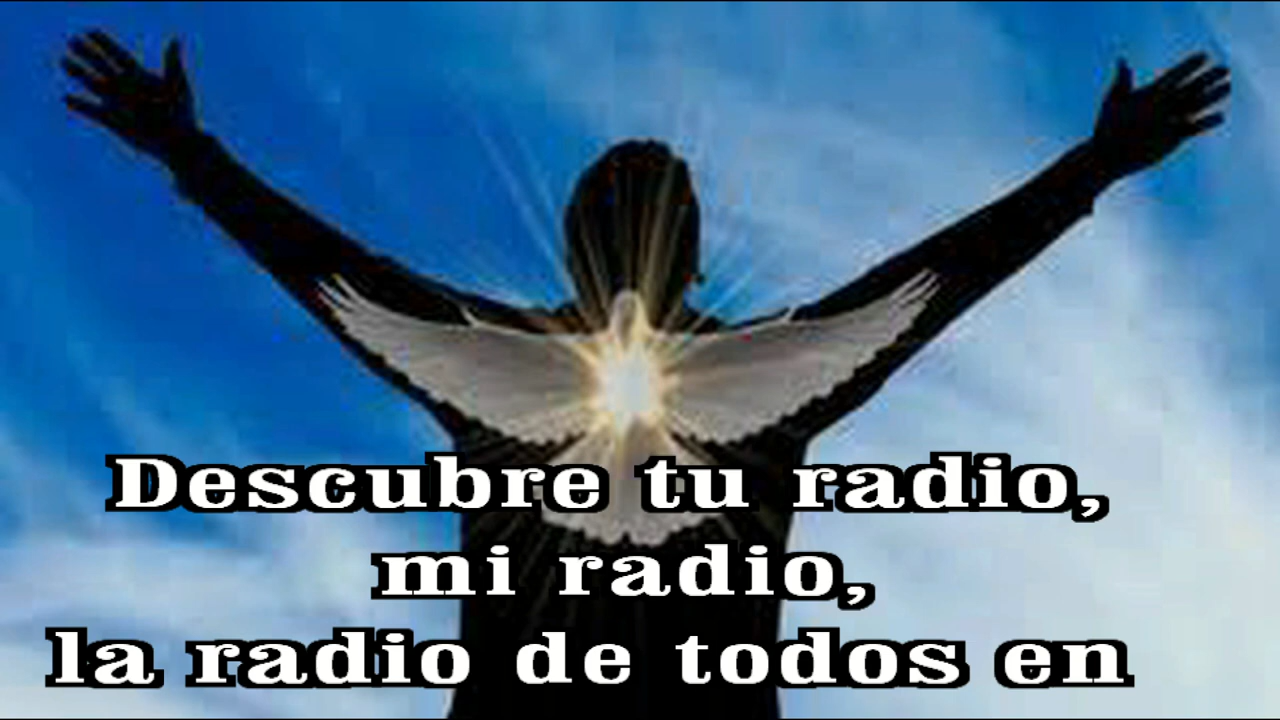 Descubre tu radio,
mi radio,
la radio de todos en